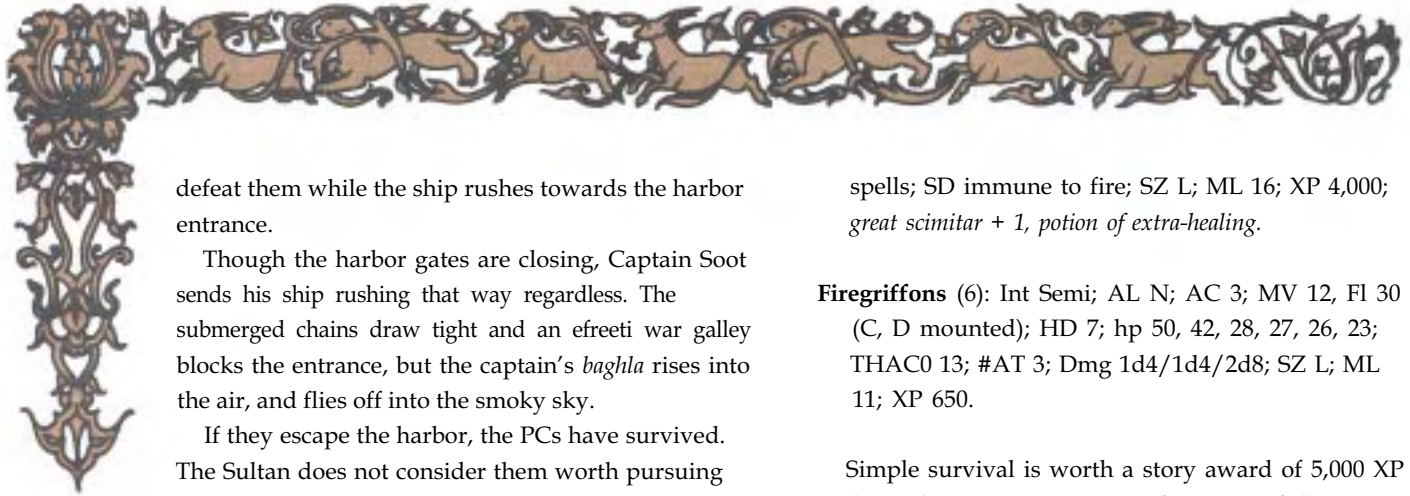 defeat them while the ship rushes towards the harbor
entrance.
Though the harbor gates are closing, Captain Soot
sends his ship rushing that way regardless. The
submerged chains draw tight and an efreeti war galley
blocks the entrance, but the captain's baghla rises into
the air, and flies off into the smoky sky.
If they escape the harbor, the PCs have survived.
The Sultan does not consider them worth pursuing
spells; SD immune to fire; SZ L; ML 16; XP 4,000;
great scimitar + 1, potion of extra-healing.
Firegriffons (6): Int Semi; AL N; AC 3; MV 12, Fl 30
(C, D mounted); HD 7; hp 50, 42, 28, 27, 26, 23;
THAC0 13; #AT 3; Dmg 1d4/1d4/2d8; SZ L; ML
11; XP 650.
Simple survival is worth a story award of 5,000 XP